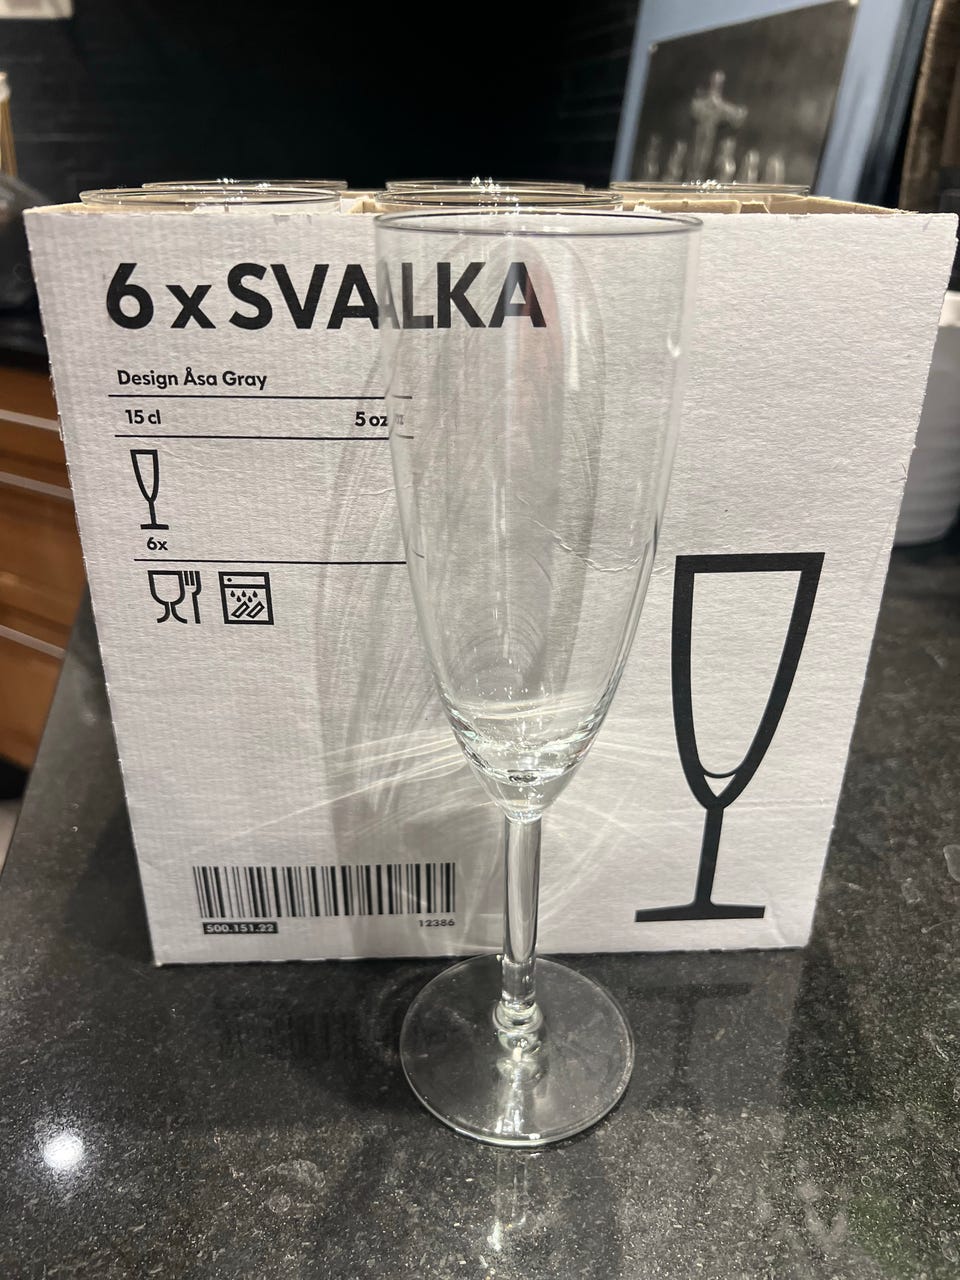 6 x SVALKA
Design Åsa Gray
15 cl 5 oz
6x
500.151.22 12386